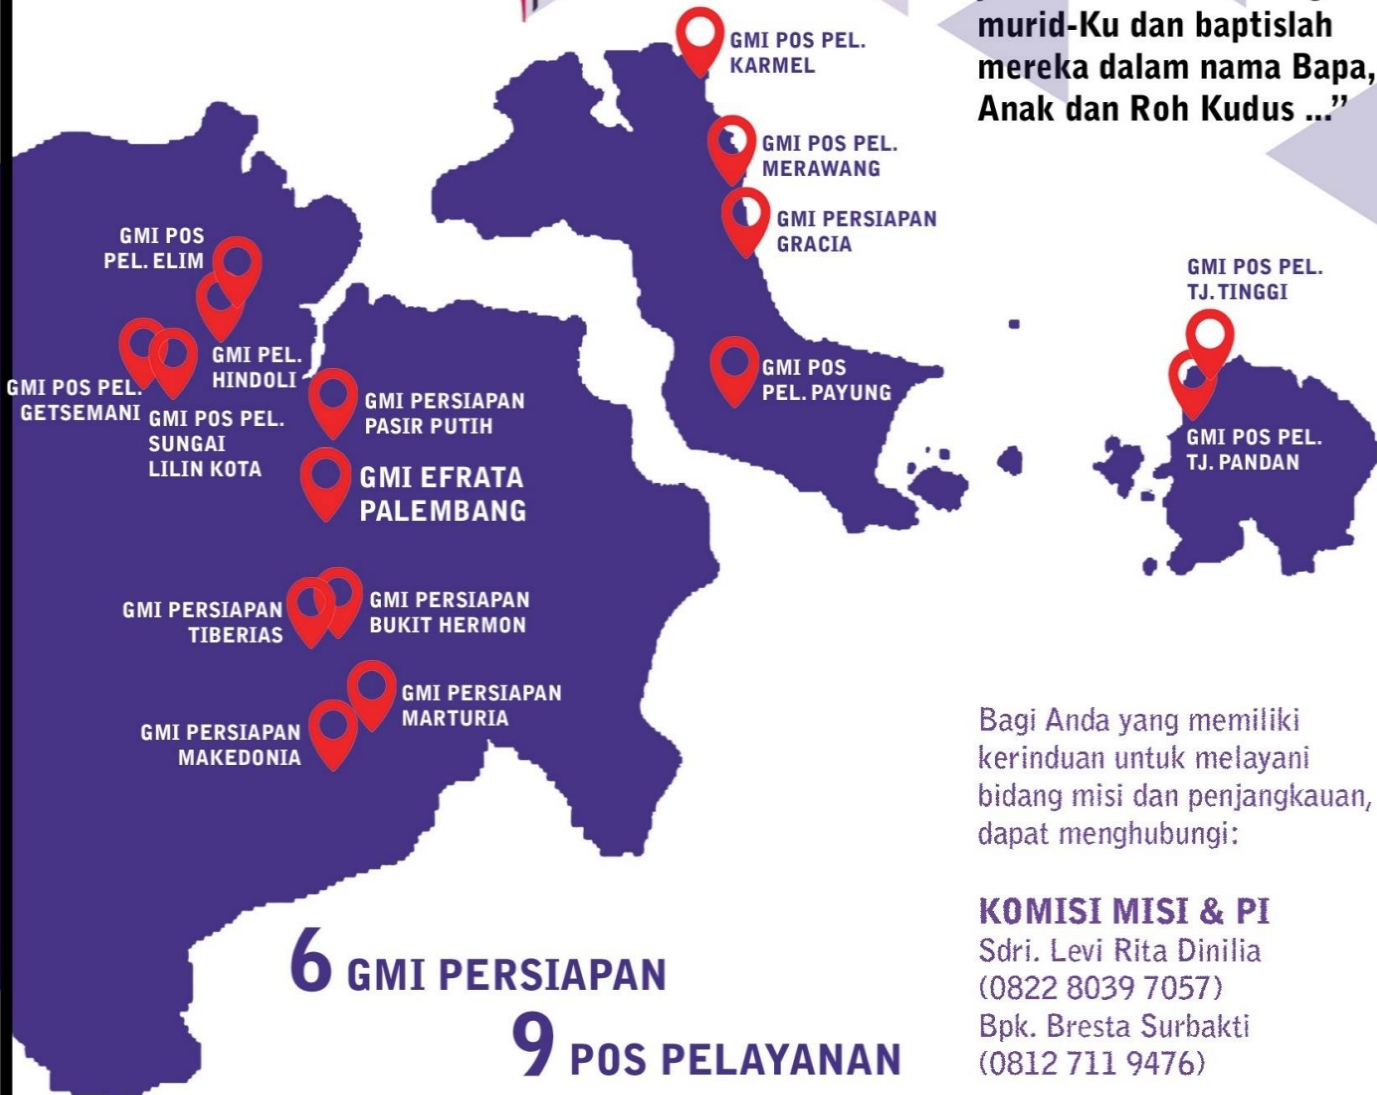 murid-Ku dan baptislah
mereka dalam nama Bapa,
Anak dan Roh Kudus ..."
GMI POS PEL.
KARMEL
GMI POS PEL.
MERAWANG
GMI PERSIAPAN
GRACIA
GMI POS
PEL. ELIM
GMI POS PEL.
TJ. TINGGI
GMI PEL.
HINDOLI
GMI POS PEL.
GETSEMANI
GMI POS PEL.
SUNGAI
LILIN KOTA
GMI POS
PEL. PAYUNG
GMI PERSIAPAN
PASIR PUTIH
GMI POS PEL.
TJ. PANDAN
GMI EFRATA
PALEMBANG
GMI PERSIAPAN
TIBERIAS
GMI PERSIAPAN
BUKIT HERMON
GMI PERSIAPAN
MARTURIA
GMI PERSIAPAN
MAKEDONIA
Bagi Anda yang memiliki
kerinduan untuk melayani
bidang misi dan penjangkauan,
dapat menghubungi:
KOMISI MISI & PI
Sdri. Levi Rita Dinilia
(0822 8039 7057)
Bpk. Bresta Surbakti
(0812 711 9476)
6 GMI PERSIAPAN
9 POS PELAYANAN